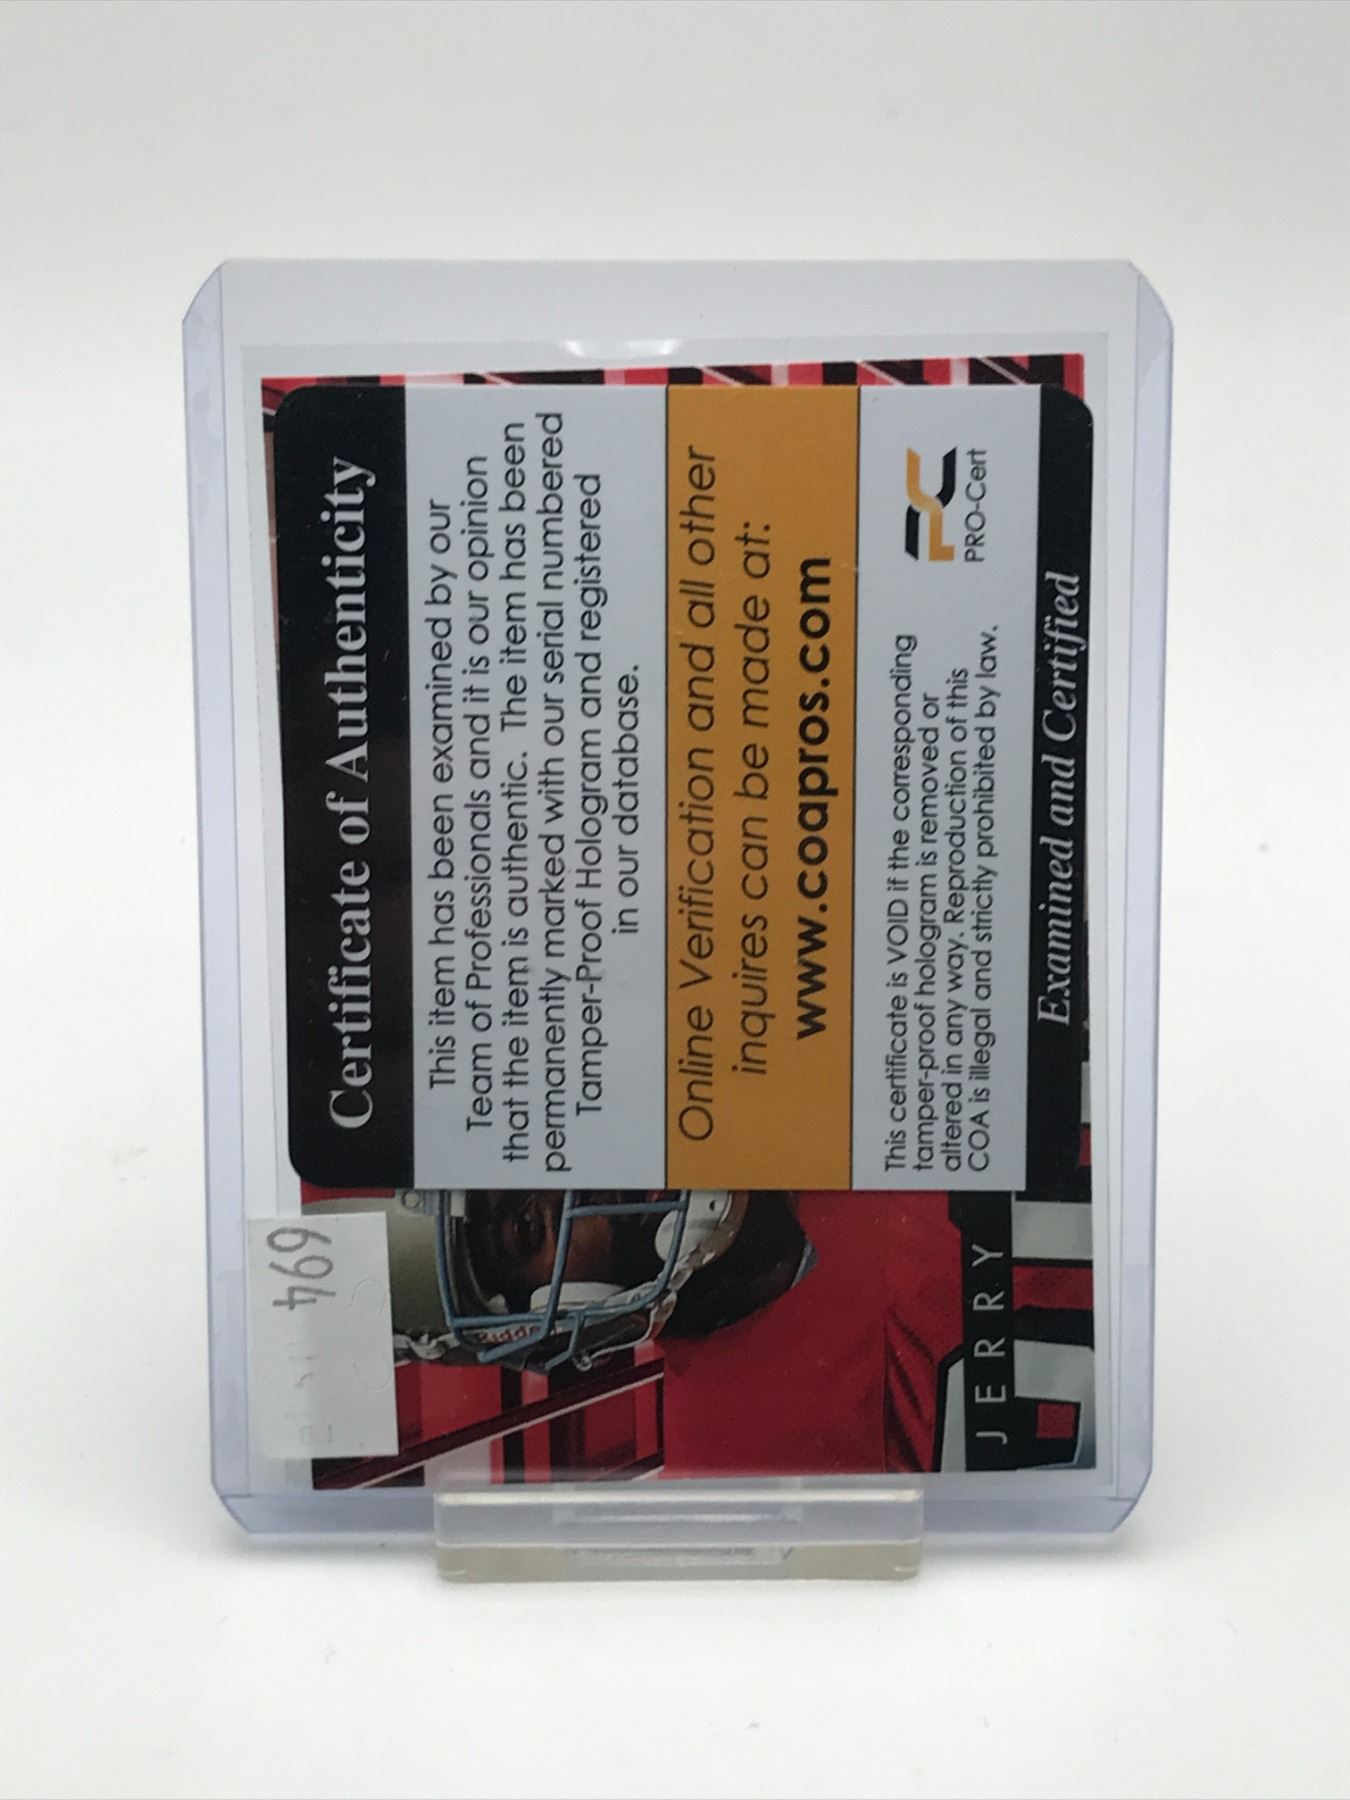 Certificate of Authenticity
This item has been examined by our
Team of Professionals and it is our opinion
that the item is authentic. The item has been
permanently marked with our serial numbered
Tamper-Proof Hologram and registered
in our database.
Online Verification and all other
inquires can be made at:
www.coapros.com
This certificate is VOID if the corresponding
tamper-proof hologram is removed or
altered in any way. Reproduction of this
COA is illegal and strictly prohibited by law.
PC
PRO-Cert
Examined and Certified
JERRY
694